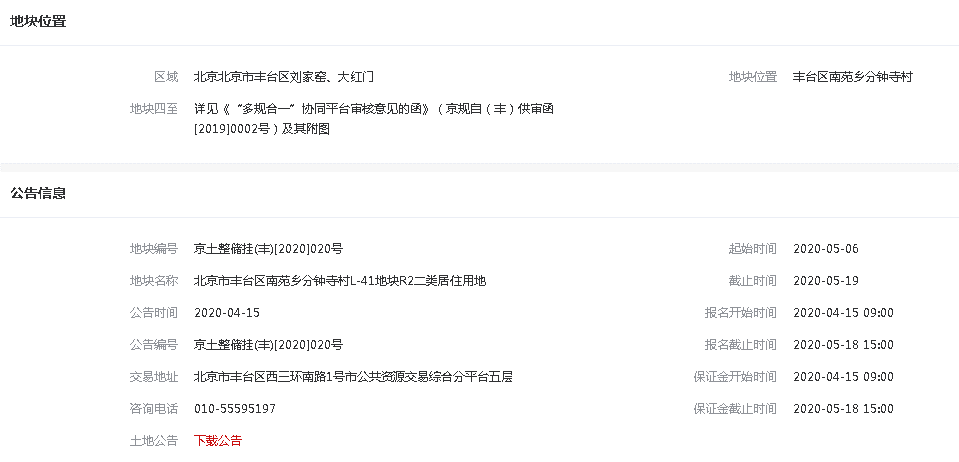 地块位置
区域 北京北京市丰台区刘家窑、大红门 地块位置 丰台区南苑乡分钟寺村
地块四至 详见《“多规合一”协同平台审核意见的函》（京规自（丰）供审函
[2019]0002号）及其附图
公告信息
地块编号 京土整储挂(丰)[2020]020号 起始时间 2020-05-06
地块名称 北京市丰台区南苑乡分钟寺村L-41地块R2二类居住用地 截止时间 2020-05-19
公告时间 2020-04-15 报名开始时间 2020-04-15 09:00
公告编号 京土整储挂(丰)[2020]020号 报名截止时间 2020-05-18 15:00
交易地址 北京市丰台区西三环南路1号市公共资源交易综合分平台五层 保证金开始时间 2020-04-15 09:00
咨询电话 010-55595197 保证金截止时间 2020-05-18 15:00
土地公告 下载公告